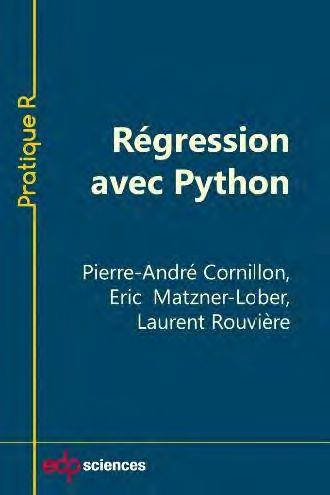 Pratique R
Régression
avec Python
Pierre-André Cornillon,
Eric Matzner-Lober,
Laurent Rouvière
edp sciences